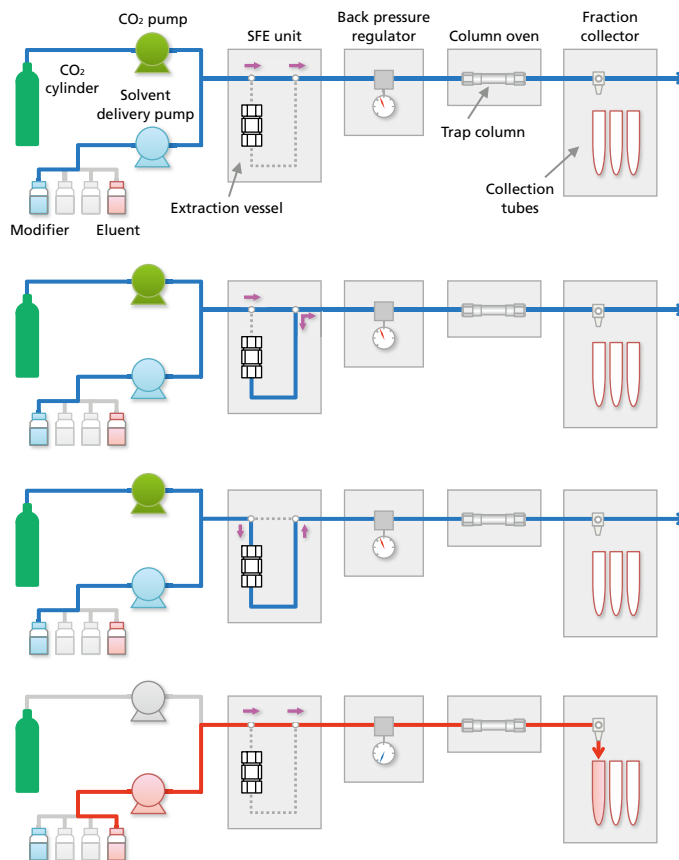 CO₂ pump
SFE unit
Back pressure
regulator
Column oven
Fraction
collector
CO₂
cylinder
Solvent
delivery pump
Trap column
Collection
tubes
Extraction vessel
Modifier
Eluent